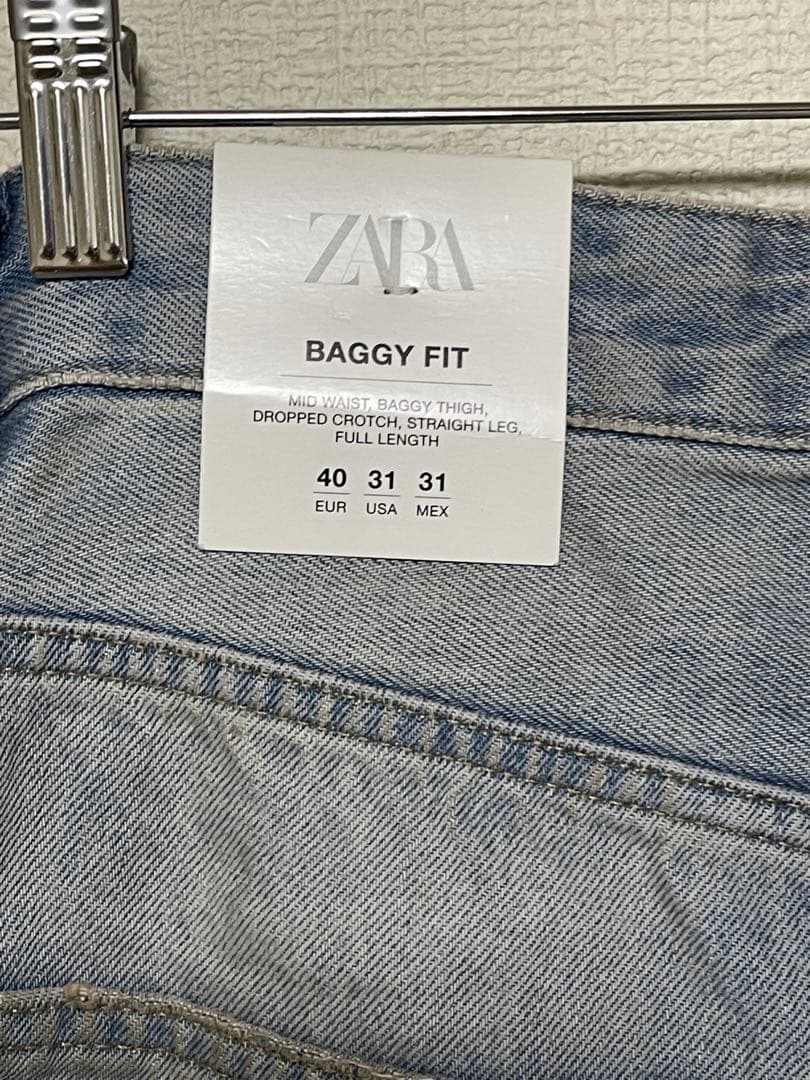 ZARA
BAGGY FIT
MID WAIST, BAGGY THIGH,
DROPPED CROTCH, STRAIGHT LEG,
FULL LENGTH
40 31 31
EUR USA MEX